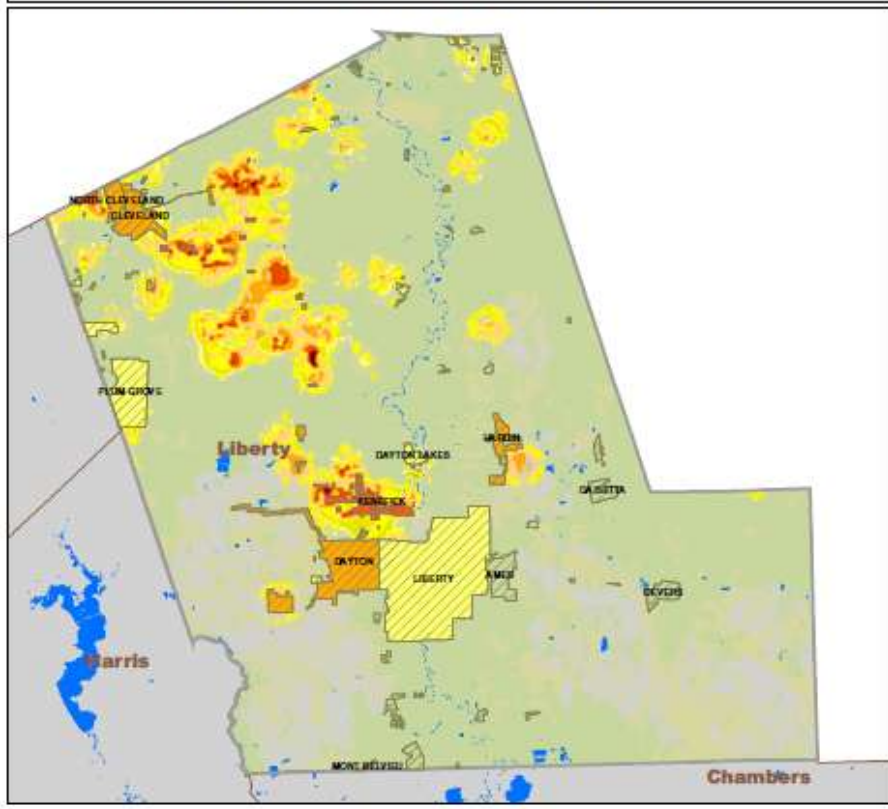 NORTH CLEVELAND
CLEVELAND
PLUM GROVE
Liberty
DAYTON LAKES
HARDIN
DAISETTA
KENEFICK
DAYTON
LIBERTY
AMES
DEVERS
Harris
MONT BELVIEU
Chambers